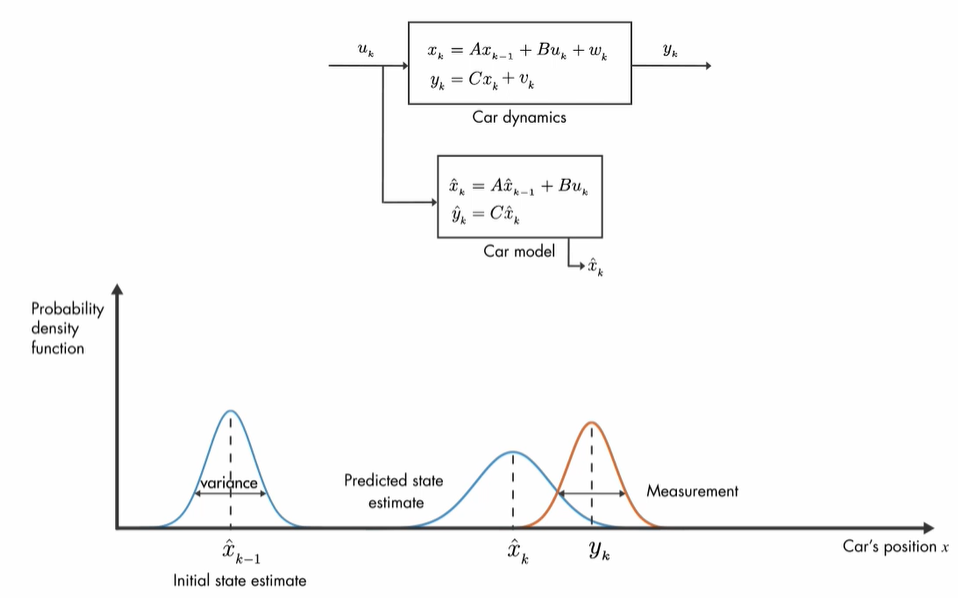 u_k
x_k = Ax_{k-1} + Bu_k + w_k
y_k = Cx_k + v_k
y_k
Car dynamics
x̂_k = Ax̂_{k-1} + Bu_k
ŷ_k = Cx̂_k
Car model
x̂_k
Probability
density
function
variance
Predicted state
estimate
Measurement
x̂_{k-1}
x̂_k
y_k
Car's position x
Initial state estimate